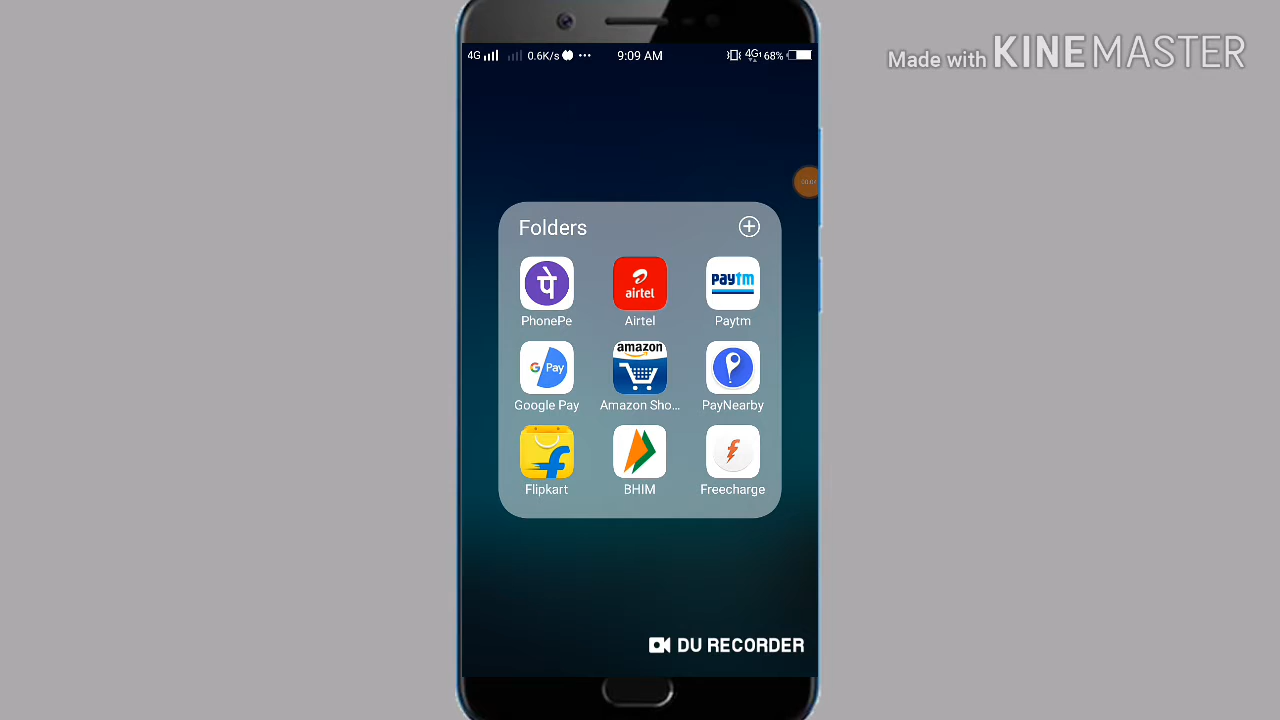 Made with KINEMASTER
4G 0.6K/s ... 9:09 AM 4G 68%
Folders
पे airtel Paytm
PhonePe Airtel Paytm
G Pay amazon
Google Pay Amazon Sho... PayNearby
f f
Flipkart BHIM Freecharge
DU RECORDER